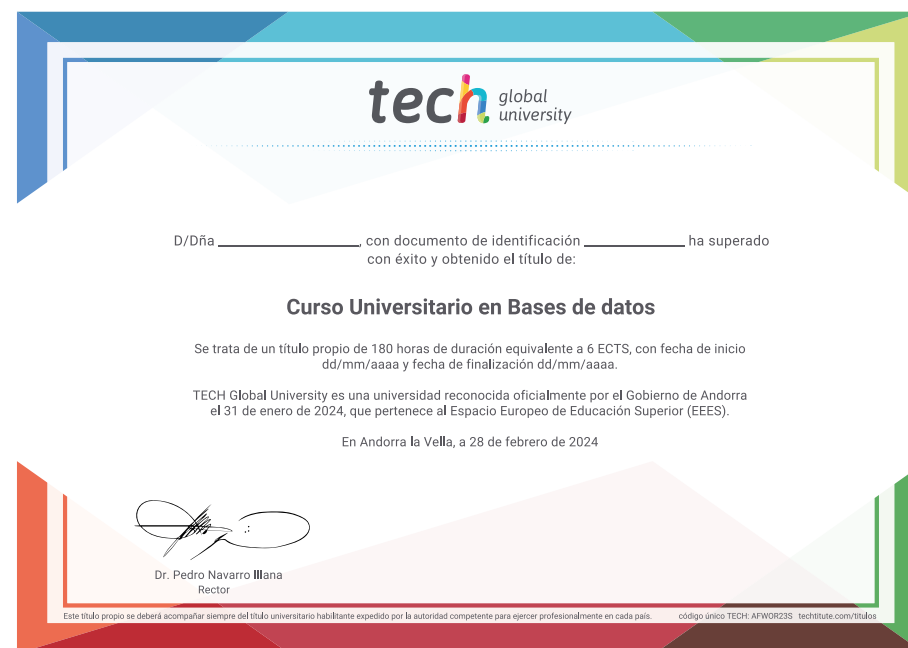 tech global university
D/Dña ____________________, con documento de identificación ______________ ha superado
con éxito y obtenido el título de:
Curso Universitario en Bases de datos
Se trata de un título propio de 180 horas de duración equivalente a 6 ECTS, con fecha de inicio
dd/mm/aaaa y fecha de finalización dd/mm/aaaa.
TECH Global University es una universidad reconocida oficialmente por el Gobierno de Andorra
el 31 de enero de 2024, que pertenece al Espacio Europeo de Educación Superior (EEES).
En Andorra la Vella, a 28 de febrero de 2024
Dr. Pedro Navarro Illana
Rector
Este título propio se deberá acompañar siempre del título universitario habilitante expedido por la autoridad competente para ejercer profesionalmente en cada país. código único TECH: AFWOR23S techtitute.com/titulos